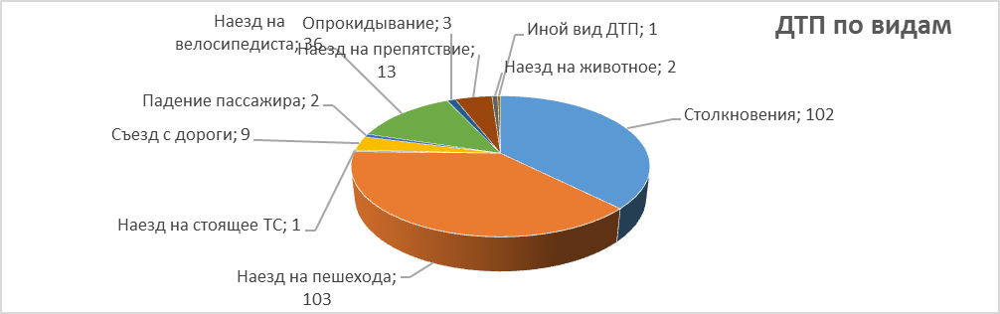 ДТП по видам
Наезд на
велосипедиста; 36
Опрокидывание; 3
Наезд на препятствие;
13
Иной вид ДТП; 1
Наезд на животное; 2
Столкновения; 102
Падение пассажира; 2
Съезд с дороги; 9
Наезд на стоящее ТС; 1
Наезд на пешехода;
103